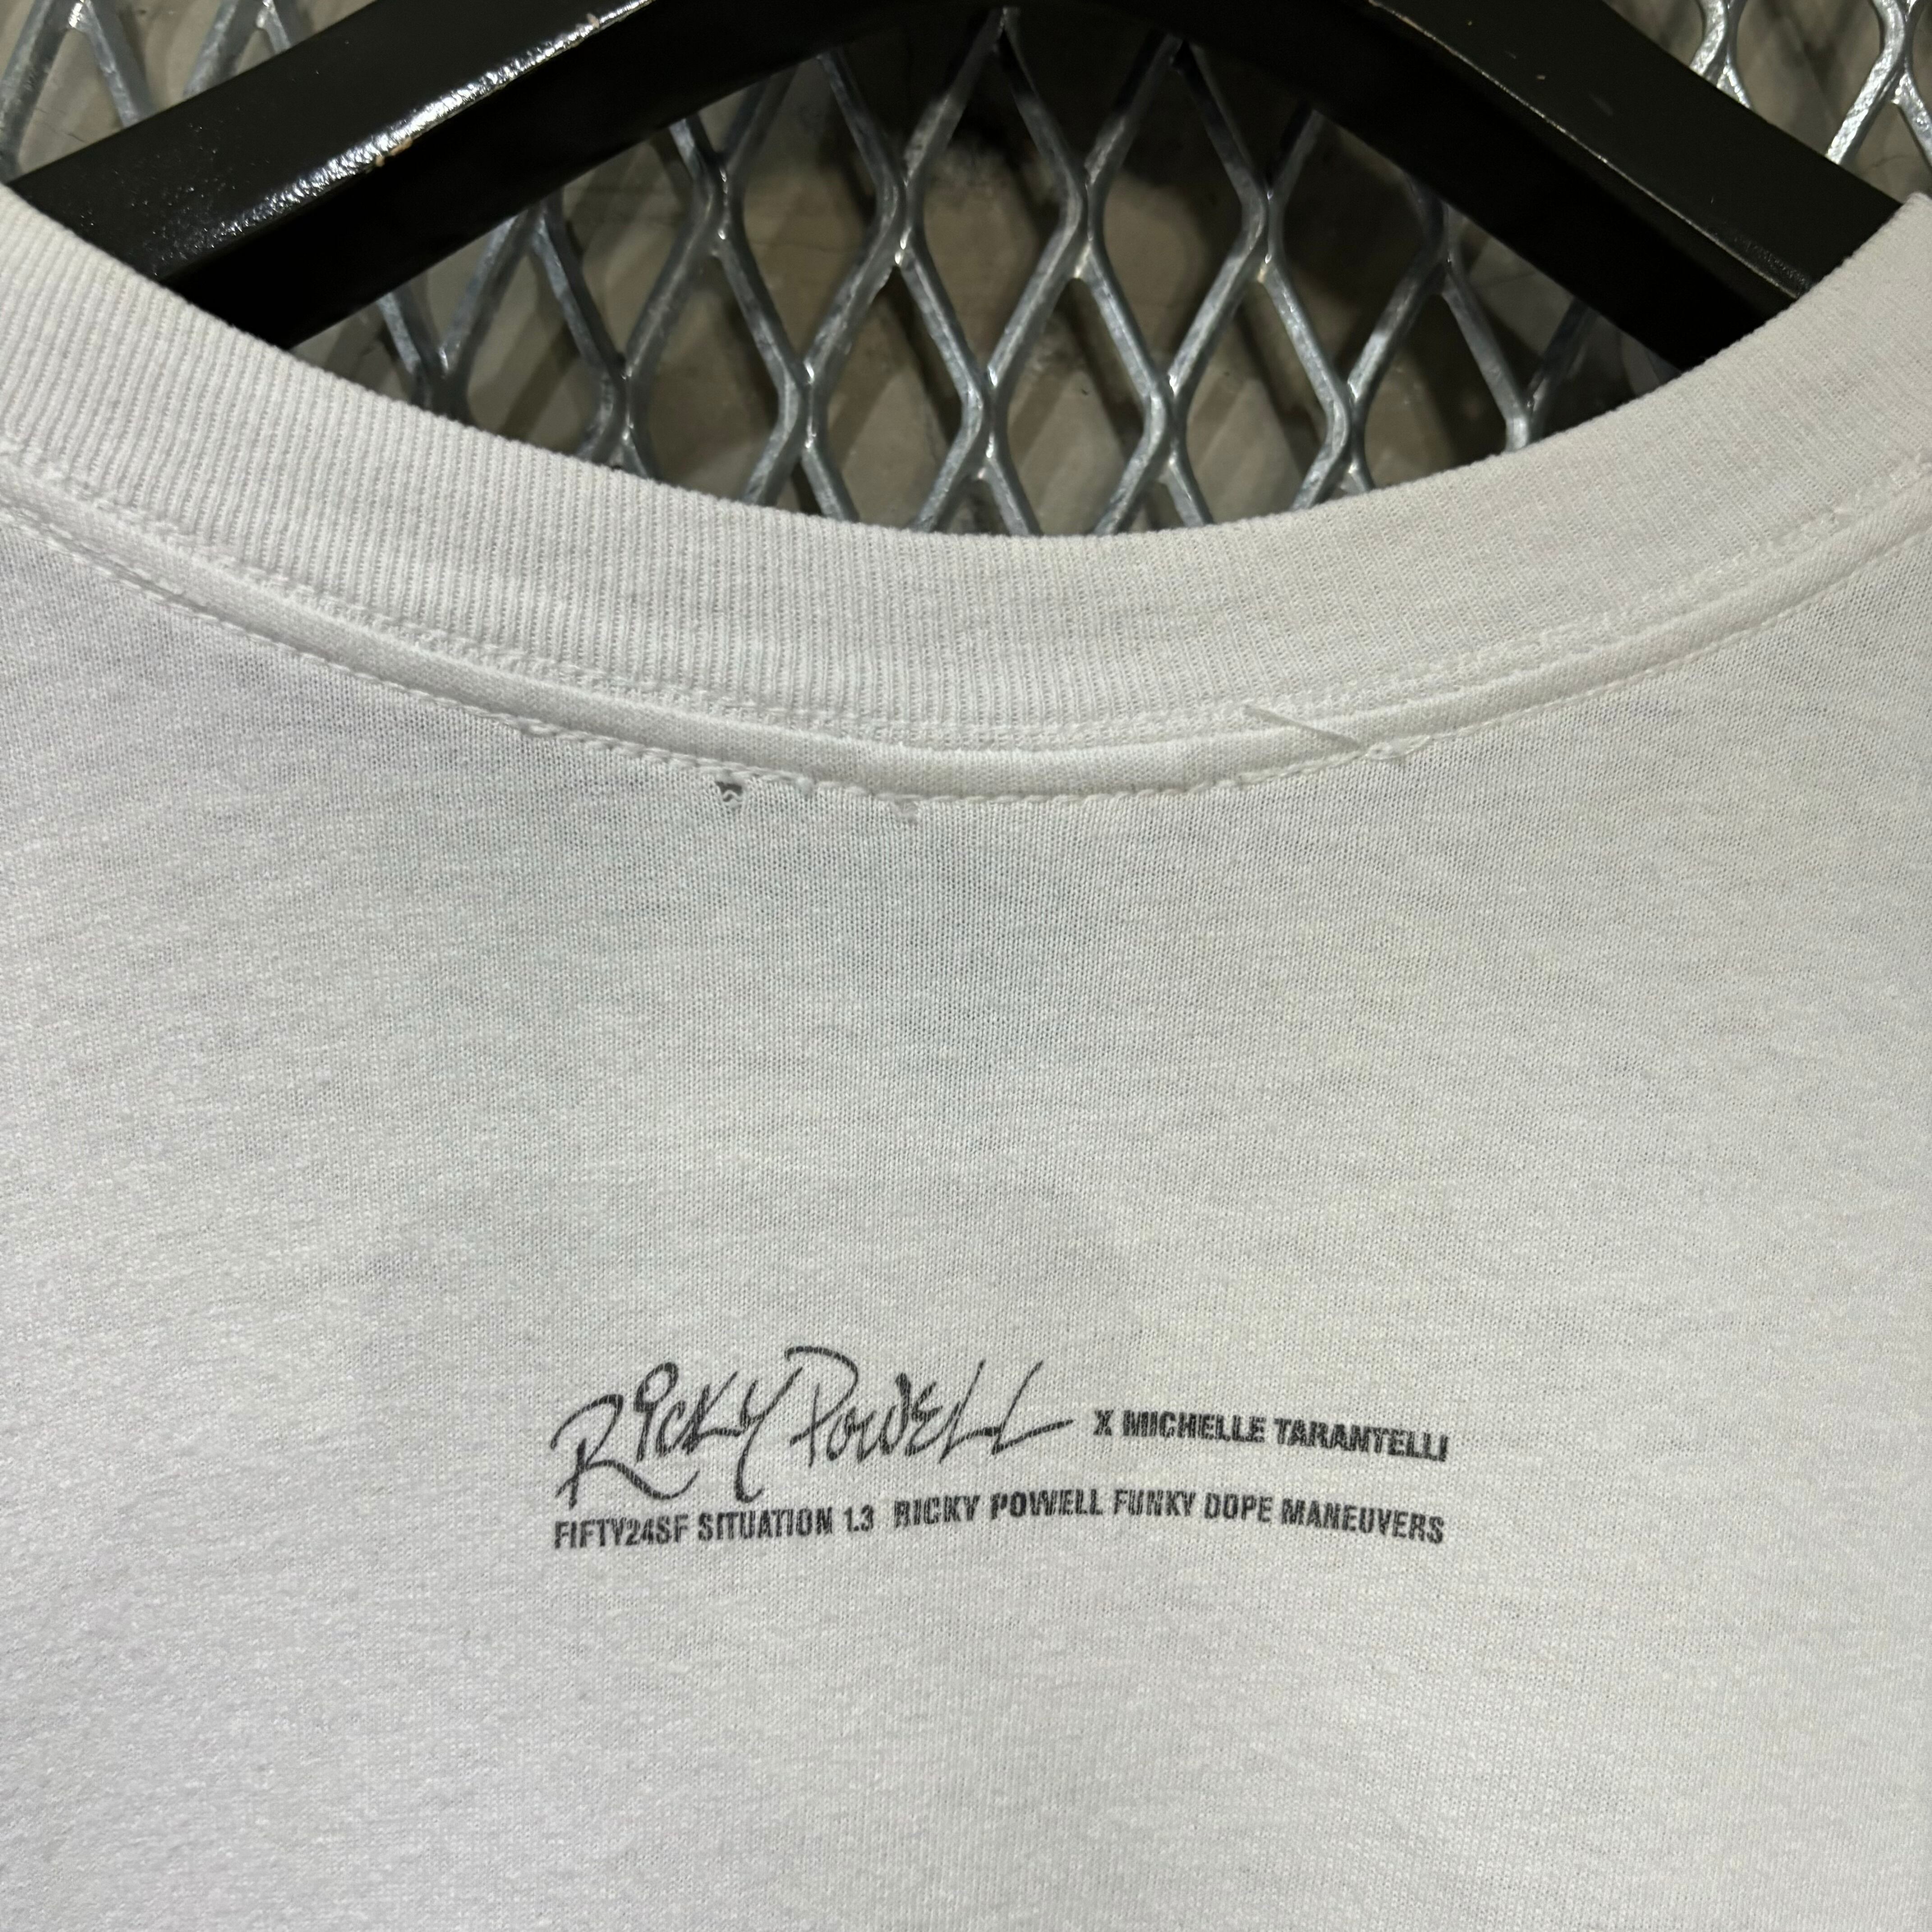 RICKY POWELL X MICHELLE TARANTELLI
FIFTY24SF SITUATION 1.3 RICKY POWELL FUNKY DOPE MANEUVERS